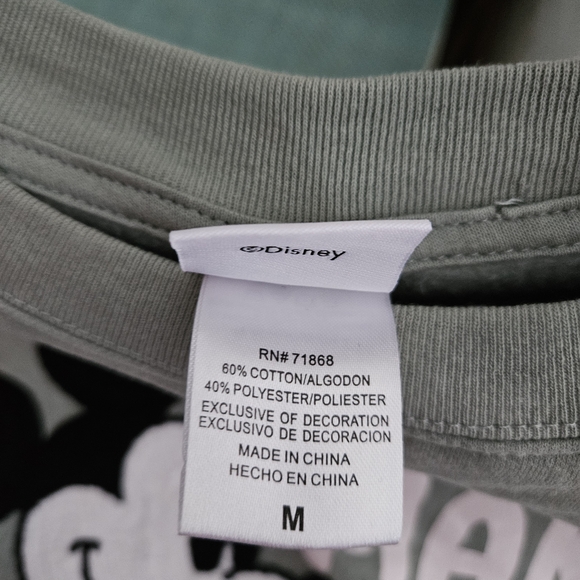 ©Disney
RN# 71868
60% COTTON/ALGODON
40% POLYESTER/POLIESTER
EXCLUSIVE OF DECORATION
EXCLUSIVO DE DECORACION
MADE IN CHINA
HECHO EN CHINA
M